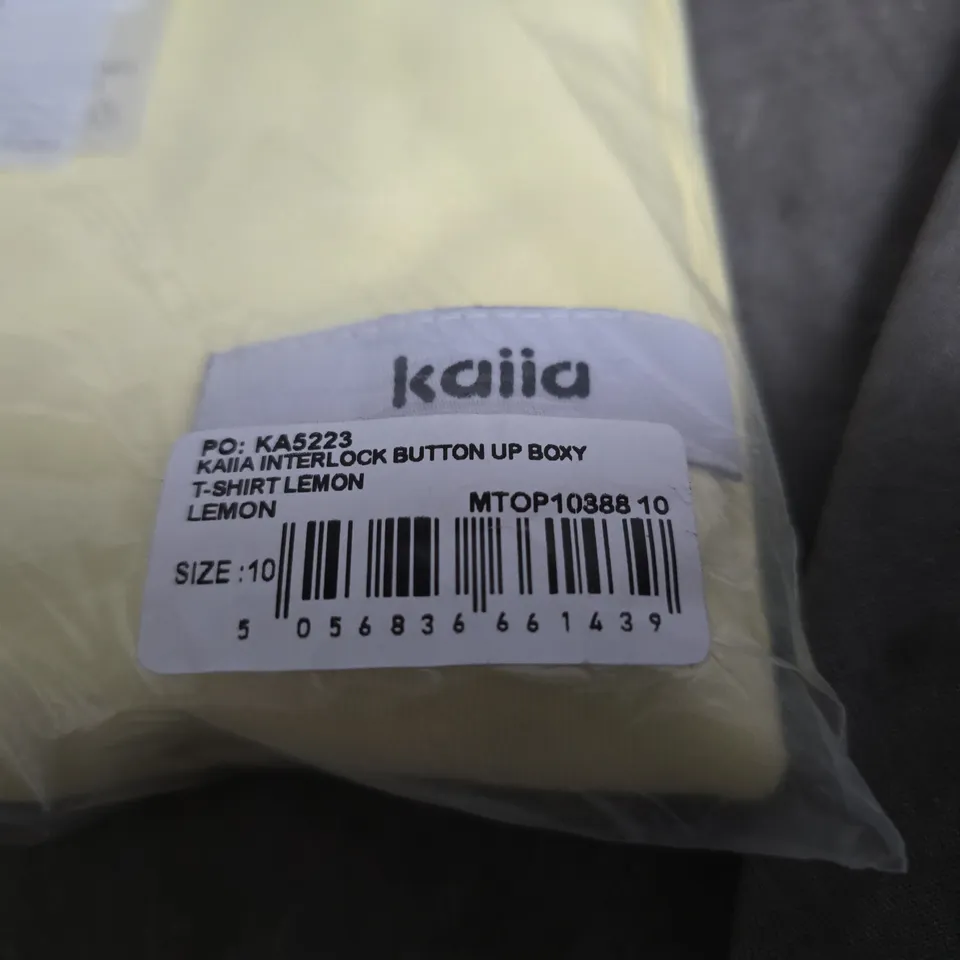 kaiia
PO: KA5223
KAIIA INTERLOCK BUTTON UP BOXY
T-SHIRT LEMON
LEMON MTOP10388 10
SIZE :10
5 056836 661439